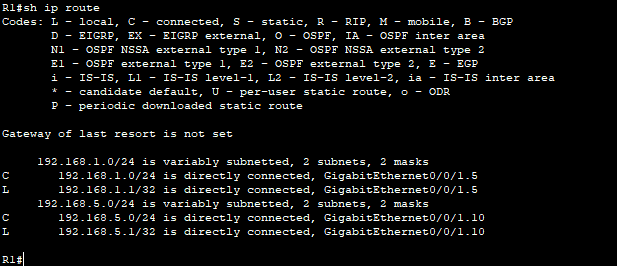 R1#sh ip route
Codes: L - local, C - connected, S - static, R - RIP, M - mobile, B - BGP
D - EIGRP, EX - EIGRP external, O - OSPF, IA - OSPF inter area
N1 - OSPF NSSA external type 1, N2 - OSPF NSSA external type 2
E1 - OSPF external type 1, E2 - OSPF external type 2, E - EGP
i - IS-IS, L1 - IS-IS level-1, L2 - IS-IS level-2, ia - IS-IS inter area
* - candidate default, U - per-user static route, o - ODR
P - periodic downloaded static route
Gateway of last resort is not set
192.168.1.0/24 is variably subnetted, 2 subnets, 2 masks
C 192.168.1.0/24 is directly connected, GigabitEthernet0/0/1.5
L 192.168.1.1/32 is directly connected, GigabitEthernet0/0/1.5
192.168.5.0/24 is variably subnetted, 2 subnets, 2 masks
C 192.168.5.0/24 is directly connected, GigabitEthernet0/0/1.10
L 192.168.5.1/32 is directly connected, GigabitEthernet0/0/1.10
R1#